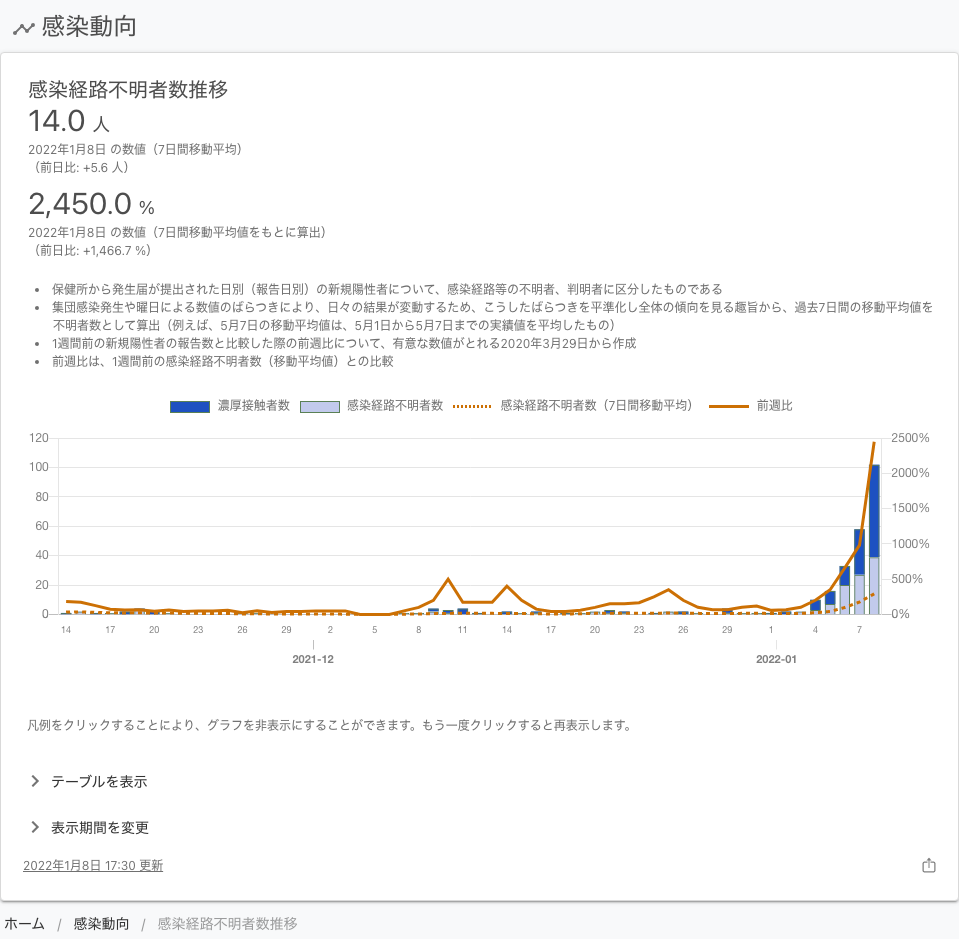 感染動向
感染経路不明者数推移
14.0 人
2022年1月8日 の数値（7日間移動平均）
（前日比: +5.6 人）
2,450.0 %
2022年1月8日 の数値（7日間移動平均値をもとに算出）
（前日比: +1,466.7 %）
• 保健所から発生届が提出された日別（報告日別）の新規陽性者について、感染経路等の不明者、判明者に区分したものである
• 集団感染発生や曜日による数値のばらつきにより、日々の結果が変動するため、こうしたばらつきを平準化し全体の傾向を見る趣旨から、過去7日間の移動平均値を
不明者数として算出（例えば、5月7日の移動平均値は、5月1日から5月7日までの実績値を平均したもの）
• 1週間前の新規陽性者の報告数と比較した際の前週比について、有意な数値がとれる2020年3月29日から作成
• 前週比は、1週間前の感染経路不明者数（移動平均値）との比較
濃厚接触者数 感染経路不明者数 感染経路不明者数（7日間移動平均） 前週比
120 2500%
100 2000%
80 1500%
60 1000%
40 500%
20 0%
0
14 17 20 23 26 29 2 5 8 11 14 17 20 23 26 29 1 4 7
2021-12 2022-01
凡例をクリックすることにより、グラフを非表示にすることができます。もう一度クリックすると再表示します。
テーブルを表示
表示期間を変更
2022年1月8日 17:30 更新
ホーム / 感染動向 / 感染経路不明者数推移